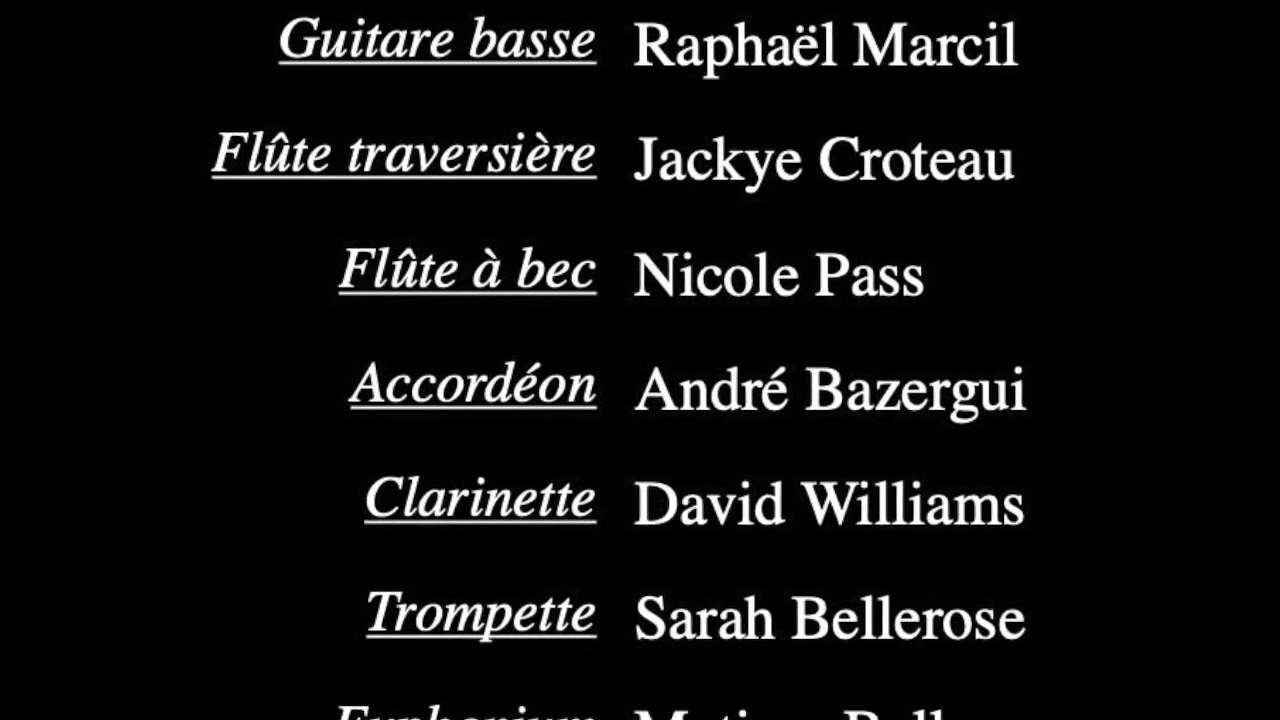 Guitare basse Raphaël Marcil
Flûte traversière Jackye Croteau
Flûte à bec Nicole Pass
Accordéon André Bazergui
Clarinette David Williams
Trompette Sarah Bellerose
Euphonium